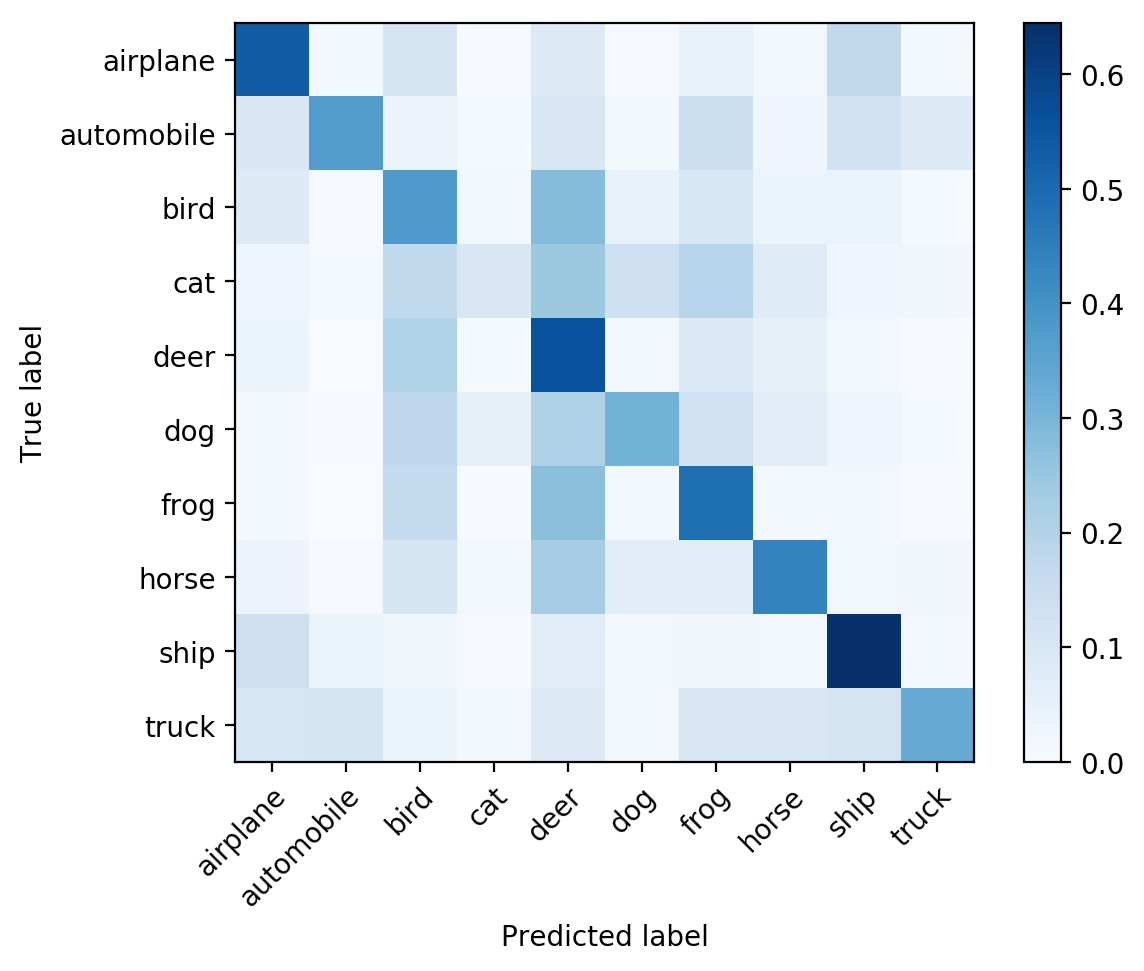 airplane
automobile
bird
cat
deer
dog
frog
horse
ship
truck
True label
airplane
automobile
bird
cat
deer
dog
frog
horse
ship
truck
Predicted label
0.6
0.5
0.4
0.3
0.2
0.1
0.0